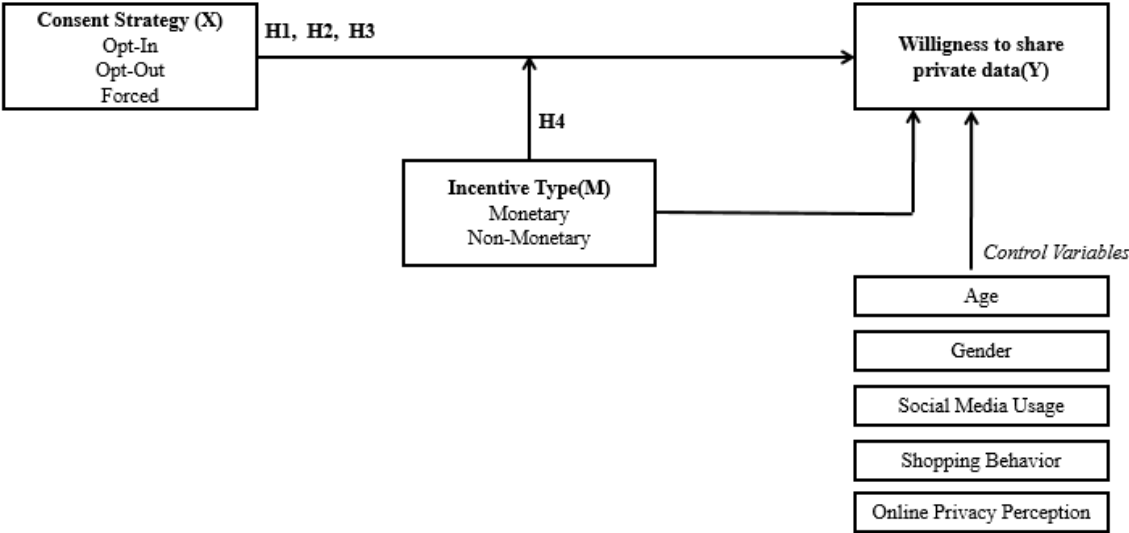 Consent Strategy (X)
Opt-In
Opt-Out
Forced
H1, H2, H3
Willigness to share
private data(Y)
H4
Incentive Type(M)
Monetary
Non-Monetary
Control Variables
Age
Gender
Social Media Usage
Shopping Behavior
Online Privacy Perception